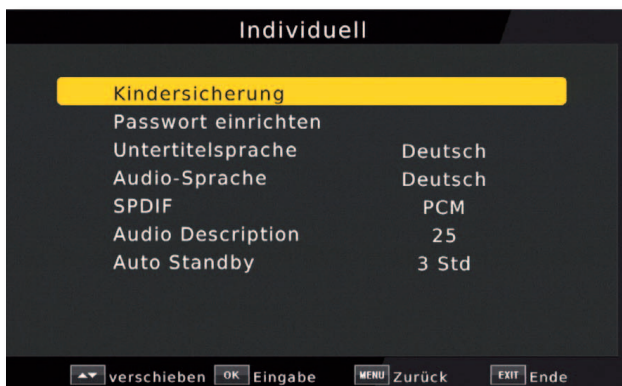 Individuell
Kindersicherung
Passwort einrichten
Untertitelsprache Deutsch
Audio-Sprache Deutsch
SPDIF PCM
Audio Description 25
Auto Standby 3 Std
verschieben OK Eingabe MENU Zurück EXIT Ende